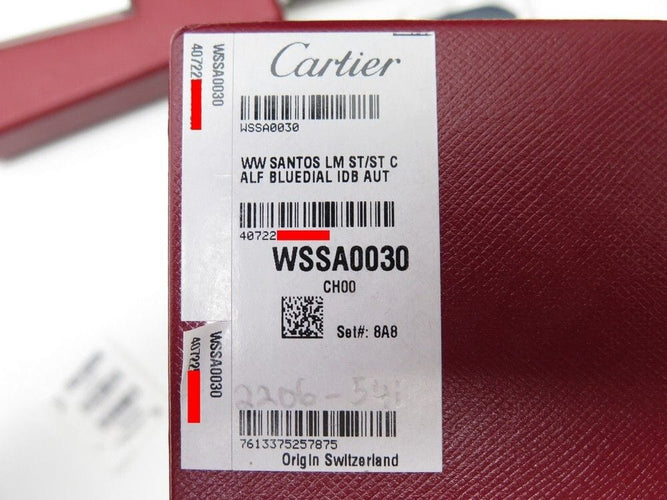 Cartier
WSSA0030
WW SANTOS LM ST/ST C
ALF BLUEDIAL IDB AUT
40722
WSSA0030
CH00
Set#: 8A8
2206-541
7613375257875
Origin Switzerland
WSSA0030
40722
WSSA0030
40722